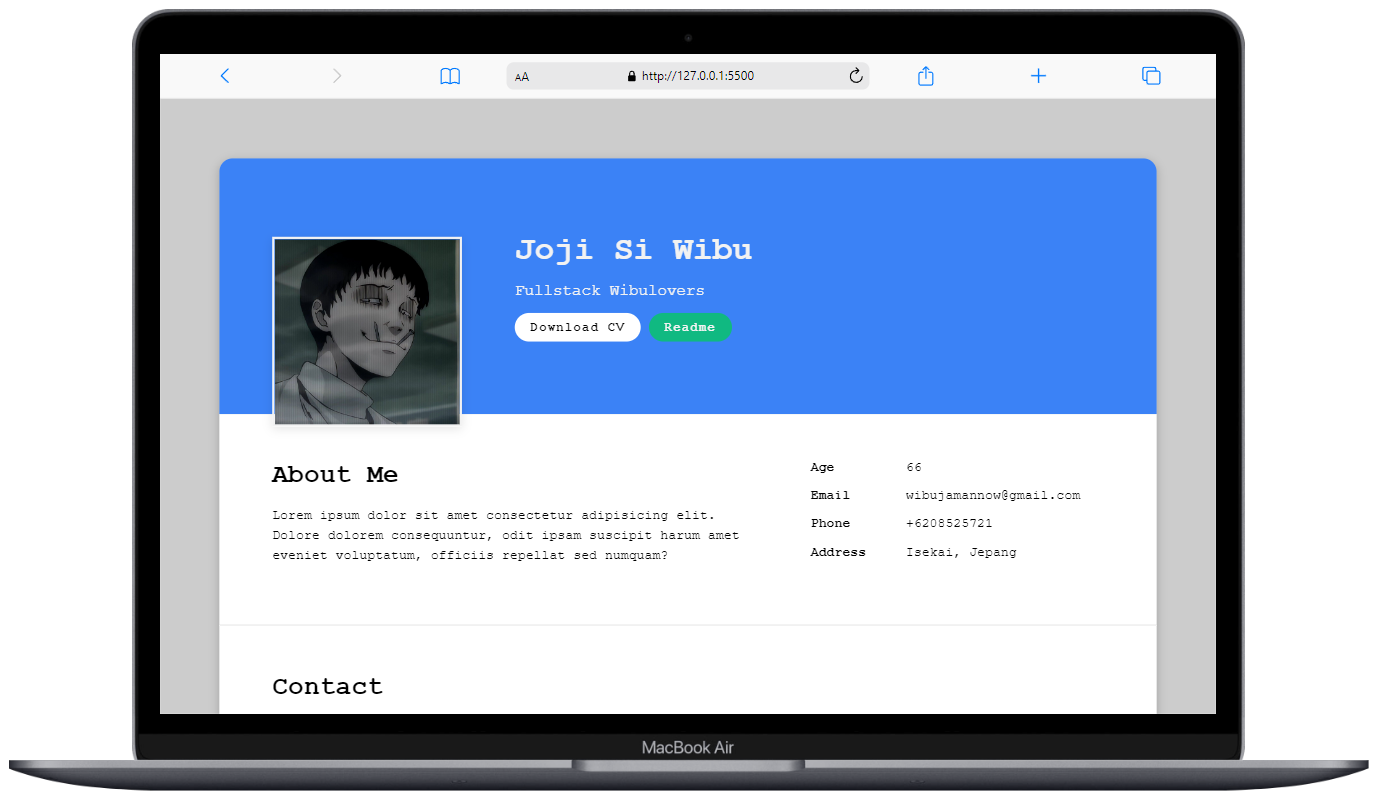 AA
http://127.0.0.1:5500
Joji Si Wibu
Fullstack Wibulovers
Download CV
Readme
About Me
Lorem ipsum dolor sit amet consectetur adipisicing elit.
Dolore dolorem consequuntur, odit ipsam suscipit harum amet
eveniet voluptatum, officiis repellat sed numquam?
Age 66
Email wibujamannow@gmail.com
Phone +6208525721
Address Isekai, Jepang
Contact
MacBook Air